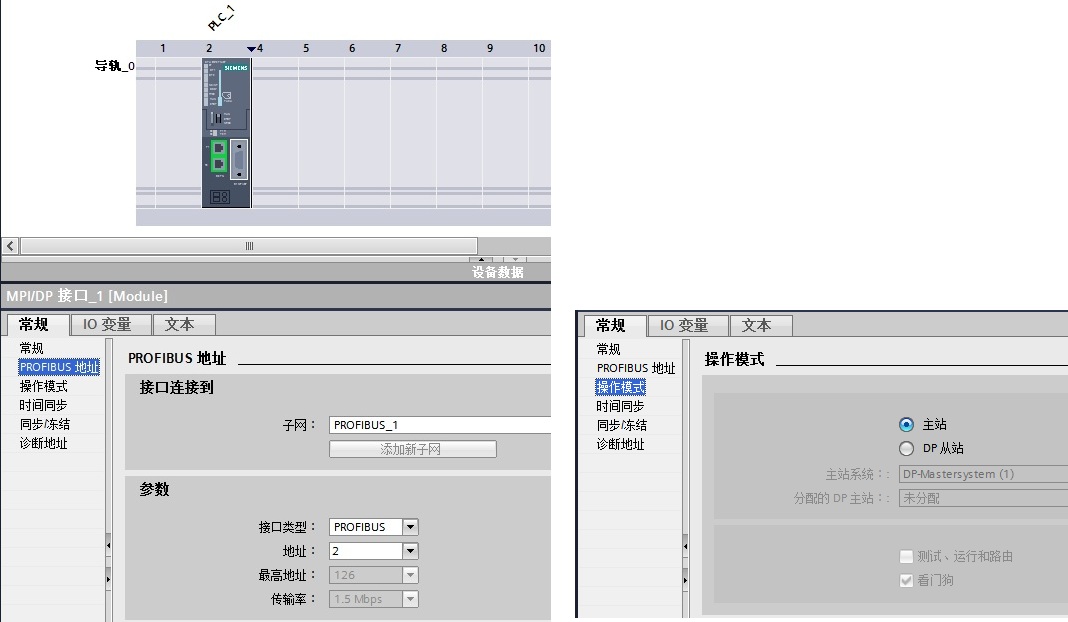 PLC_1
1 2 4 5 6 7 8 9 10
导轨_0
SIEMENS
设备数据
MPI/DP 接口_1 [Module]
常规 IO 变量 文本
常规
PROFIBUS 地址
操作模式
时间同步
同步/冻结
诊断地址
PROFIBUS 地址
接口连接到
子网： PROFIBUS_1
添加新子网
参数
接口类型： PROFIBUS
地址： 2
最高地址： 126
传输率： 1.5 Mbps
常规 IO 变量 文本
常规
PROFIBUS 地址
操作模式
时间同步
同步/冻结
诊断地址
操作模式
主站
DP 从站
主站系统：: DP-Mastersystem (1)
分配的 DP 主站：: 未分配
测试、运行和路由
看门狗